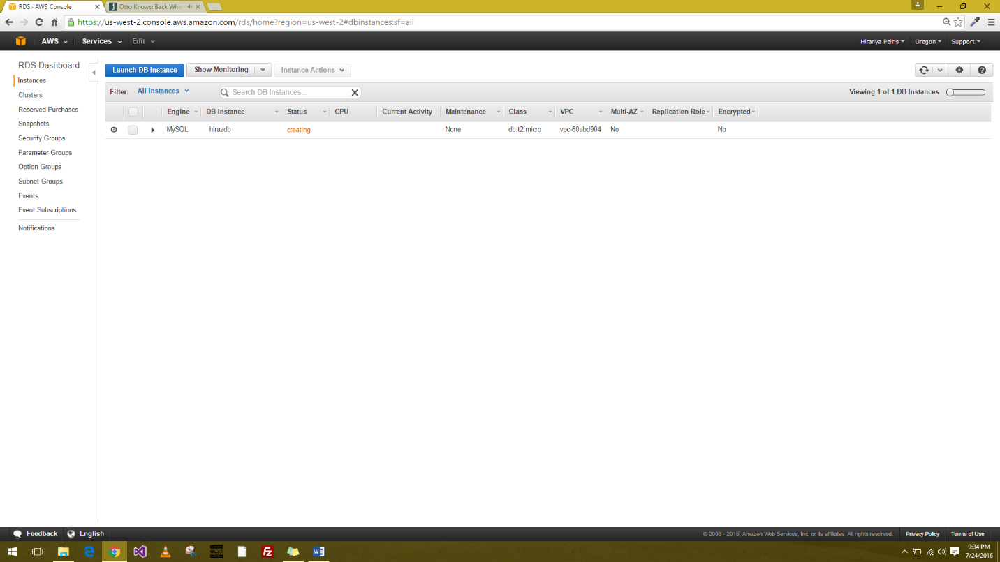 RDS · AWS Console
Otto Knows: Back Whe
https://us-west-2.console.aws.amazon.com/rds/home?region=us-west-2#dbinstances:sf=all
AWS Services Edit Hiranya Peiris Oregon Support
RDS Dashboard
Instances
Clusters
Reserved Purchases
Snapshots
Security Groups
Parameter Groups
Option Groups
Subnet Groups
Events
Event Subscriptions
Notifications
Launch DB Instance Show Monitoring Instance Actions
Filter: All Instances Search DB Instances... Viewing 1 of 1 DB Instances
Engine DB Instance Status CPU Current Activity Maintenance Class VPC Multi-AZ Replication Role Encrypted
MySQL hirazdb creating None db.t2.micro vpc-60abd904 No No
Feedback English © 2008 - 2016, Amazon Web Services, Inc. or its affiliates. All rights reserved. Privacy Policy Terms of Use
9:34 PM
7/24/2016